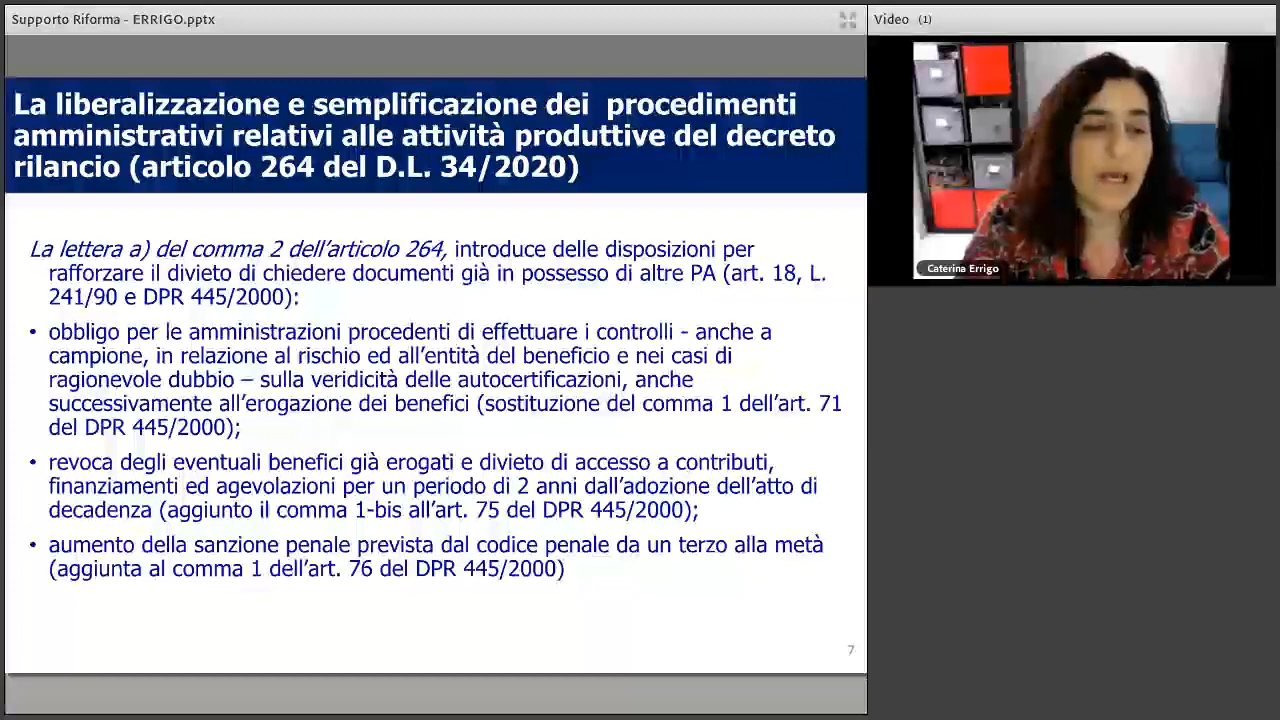 Supporto Riforma - ERRIGO.pptx
Video (1)
La liberalizzazione e semplificazione dei procedimenti
amministrativi relativi alle attività produttive del decreto
rilancio (articolo 264 del D.L. 34/2020)
La lettera a) del comma 2 dell'articolo 264, introduce delle disposizioni per
rafforzare il divieto di chiedere documenti già in possesso di altre PA (art. 18, L.
241/90 e DPR 445/2000):
• obbligo per le amministrazioni procedenti di effettuare i controlli - anche a
campione, in relazione al rischio ed all'entità del beneficio e nei casi di
ragionevole dubbio – sulla veridicità delle autocertificazioni, anche
successivamente all'erogazione dei benefici (sostituzione del comma 1 dell'art. 71
del DPR 445/2000);
• revoca degli eventuali benefici già erogati e divieto di accesso a contributi,
finanziamenti ed agevolazioni per un periodo di 2 anni dall'adozione dell'atto di
decadenza (aggiunto il comma 1-bis all'art. 75 del DPR 445/2000);
• aumento della sanzione penale prevista dal codice penale da un terzo alla metà
(aggiunta al comma 1 dell'art. 76 del DPR 445/2000)
7
Caterina Errigo